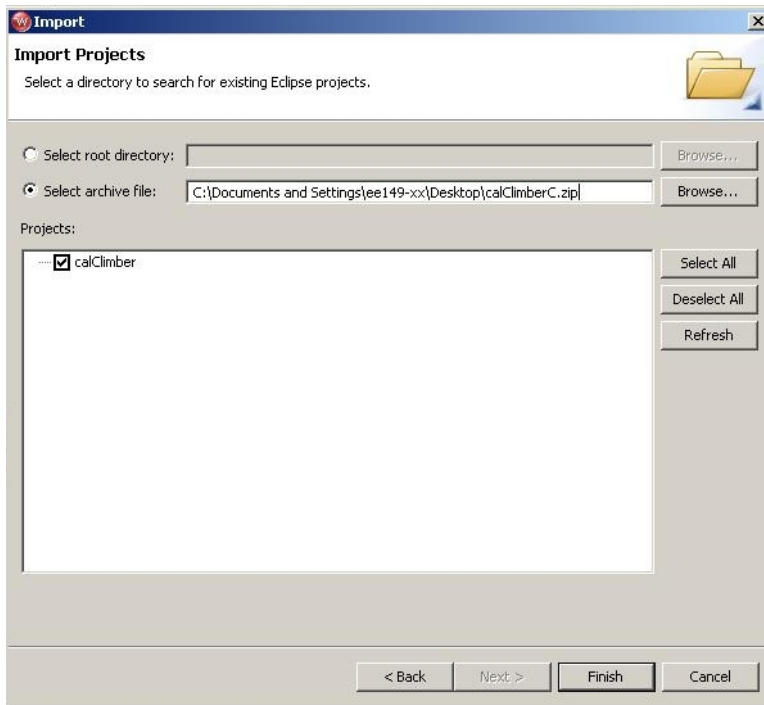 Import
Import Projects
Select a directory to search for existing Eclipse projects.
Select root directory:
Browse...
Select archive file:
C:\Documents and Settings\ee149-xx\Desktop\calClimberC.zip
Browse...
Projects:
calClimber
Select All
Deselect All
Refresh
< Back
Next >
Finish
Cancel